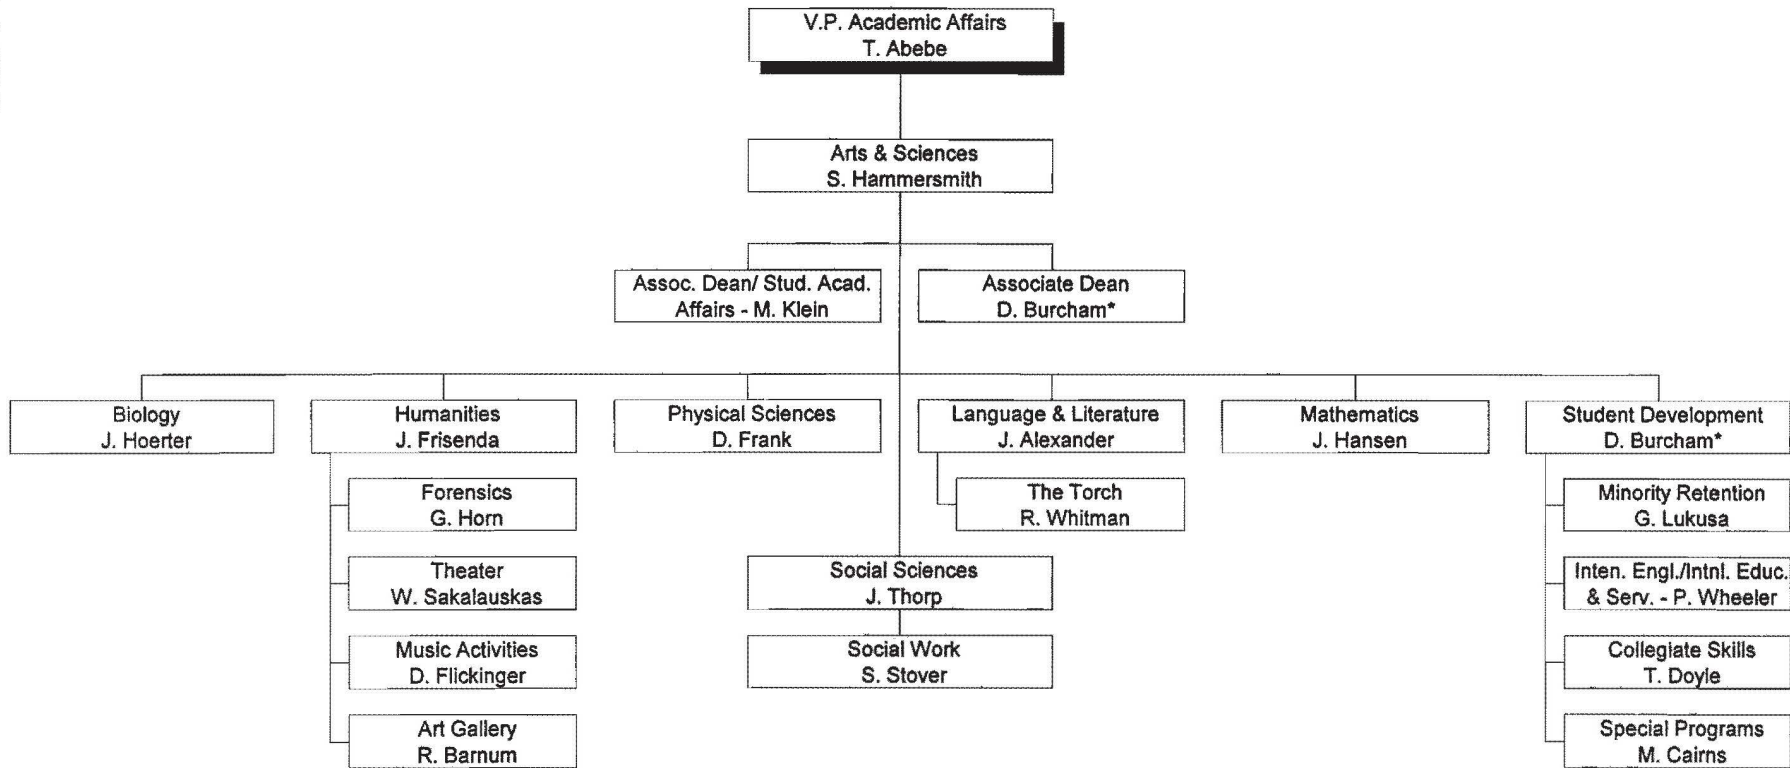 V.P. Academic Affairs
T. Abebe
Arts & Sciences
S. Hammersmith
Assoc. Dean/ Stud. Acad.
Affairs - M. Klein
Associate Dean
D. Burcham*
Biology
J. Hoerter
Humanities
J. Frisenda
Physical Sciences
D. Frank
Language & Literature
J. Alexander
Mathematics
J. Hansen
Student Development
D. Burcham*
Forensics
G. Horn
Theater
W. Sakalauskas
Music Activities
D. Flickinger
Art Gallery
R. Barnum
The Torch
R. Whitman
Social Sciences
J. Thorp
Social Work
S. Stover
Minority Retention
G. Lukusa
Inten. Engl./Intnl. Educ.
& Serv. - P. Wheeler
Collegiate Skills
T. Doyle
Special Programs
M. Cairns